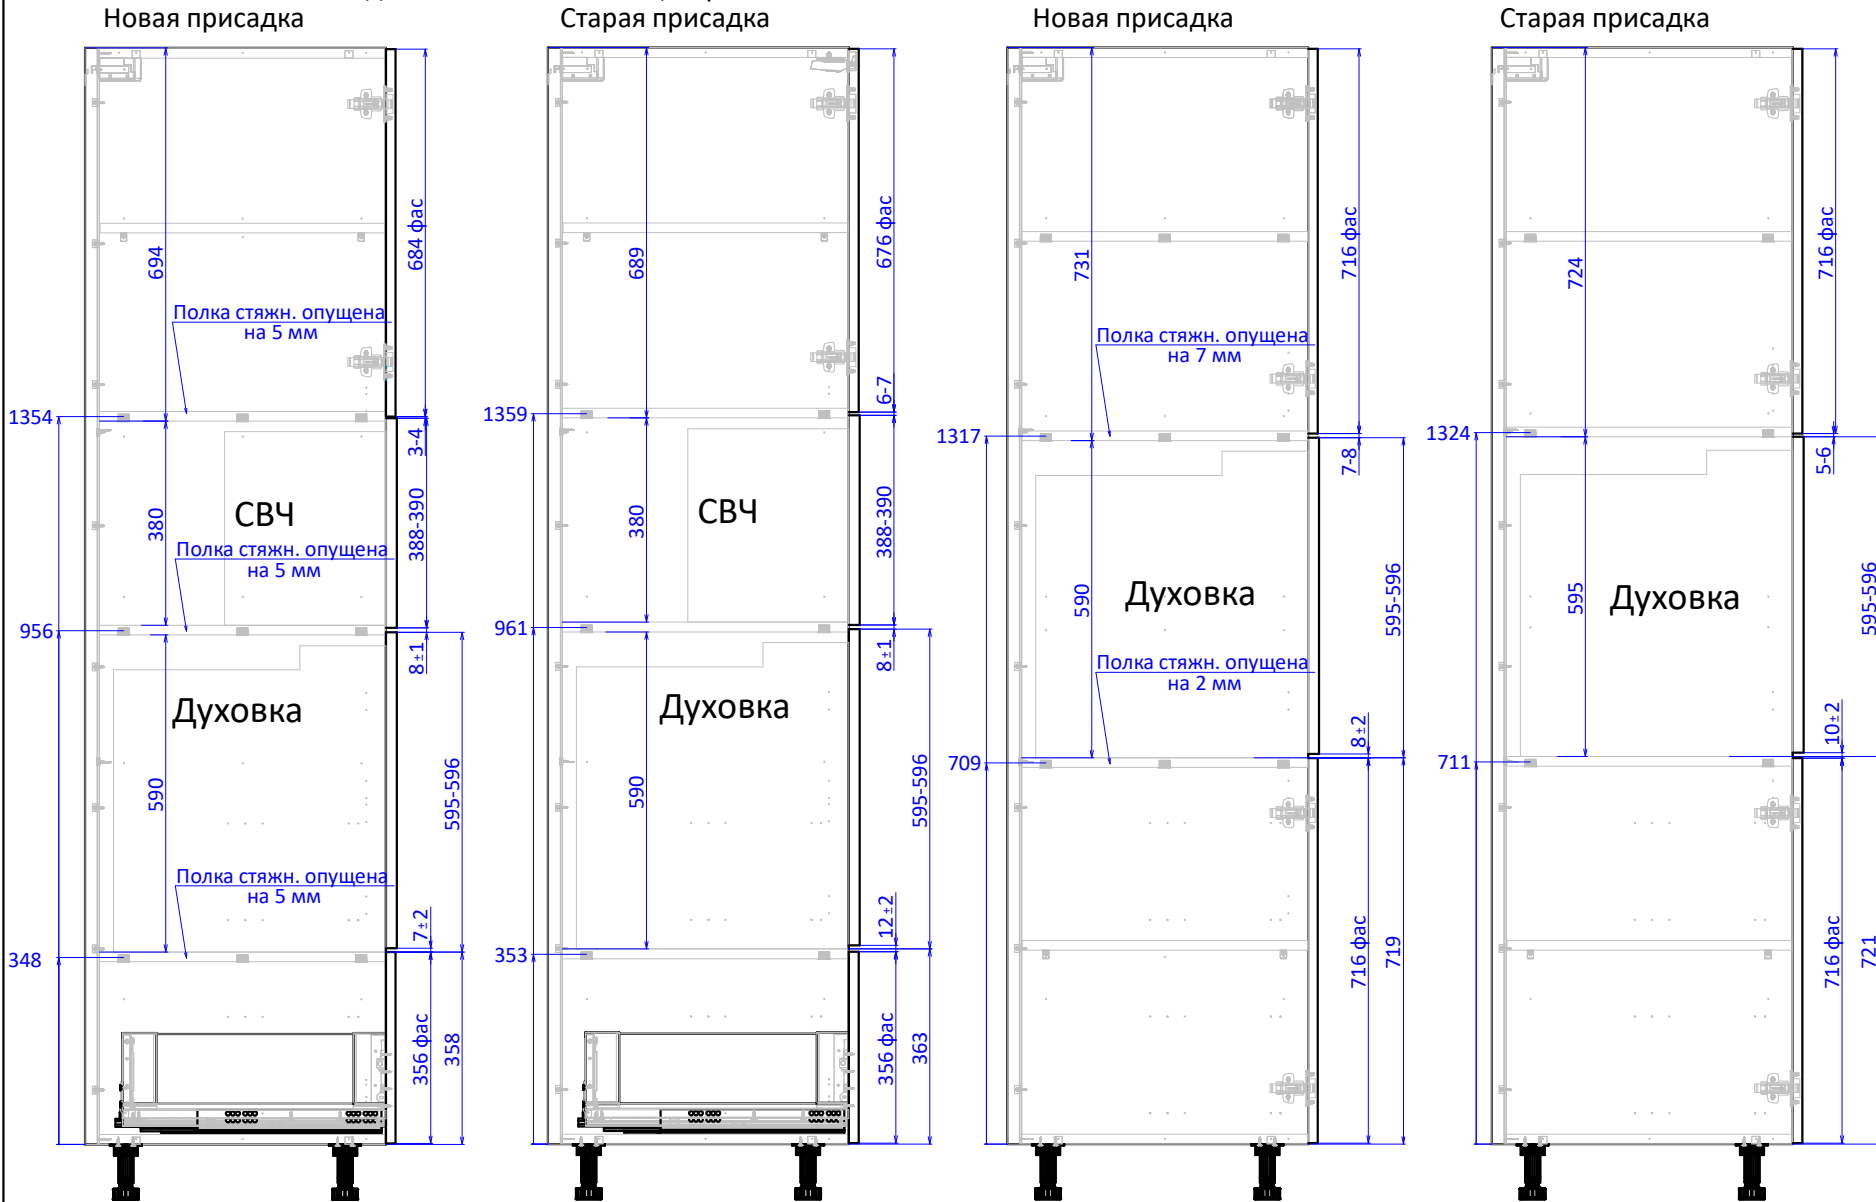 Новая присадка
Старая присадка
Новая присадка
Старая присадка
694
684 фас
Полка стяжн. опущена
на 5 мм
1354
3-4
380
388-390
СВЧ
Полка стяжн. опущена
на 5 мм
956
8±1
Духовка
590
595-596
Полка стяжн. опущена
на 5 мм
7±2
348
356 фас
358
689
676 фас
6-7
1359
380
388-390
СВЧ
961
8±1
Духовка
590
595-596
12±2
353
356 фас
363
731
716 фас
Полка стяжн. опущена
на 7 мм
1317
7-8
590
595-596
Духовка
Полка стяжн. опущена
на 2 мм
8±2
709
716 фас
719
724
716 фас
1324
5-6
595
595-596
Духовка
10±2
711
716 фас
721